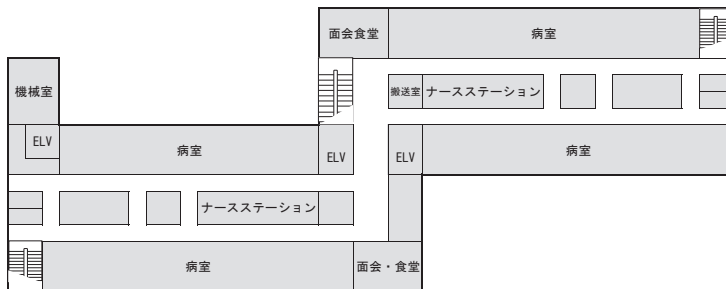 面会食堂
病室
機械室
搬送室
ナースステーション
ELV
病室
ELV
ELV
病室
ナースステーション
病室
面会・食堂